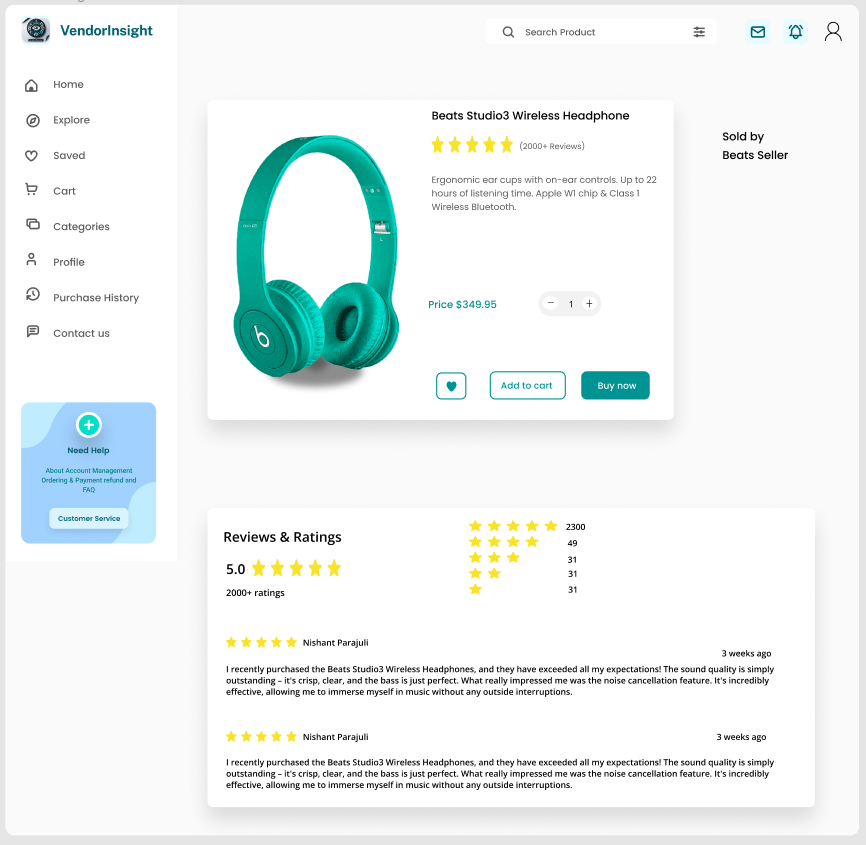 VendorInsight
Search Product
Home
Explore
Saved
Cart
Categories
Profile
Purchase History
Contact us
Need Help
About Account Management
Ordering & Payment refund and
FAQ
Customer Service
Beats Studio3 Wireless Headphone
(2000+ Reviews)
Ergonomic ear cups with on-ear controls. Up to 22
hours of listening time. Apple W1 chip & Class 1
Wireless Bluetooth.
Price $349.95
− 1 +
Add to cart
Buy now
Sold by
Beats Seller
Reviews & Ratings
5.0
2000+ ratings
2300
49
31
31
31
Nishant Parajuli
3 weeks ago
I recently purchased the Beats Studio3 Wireless Headphones, and they have exceeded all my expectations! The sound quality is simply
outstanding – it's crisp, clear, and the bass is just perfect. What really impressed me was the noise cancellation feature. It's incredibly
effective, allowing me to immerse myself in music without any outside interruptions.
Nishant Parajuli
3 weeks ago
I recently purchased the Beats Studio3 Wireless Headphones, and they have exceeded all my expectations! The sound quality is simply
outstanding – it's crisp, clear, and the bass is just perfect. What really impressed me was the noise cancellation feature. It's incredibly
effective, allowing me to immerse myself in music without any outside interruptions.